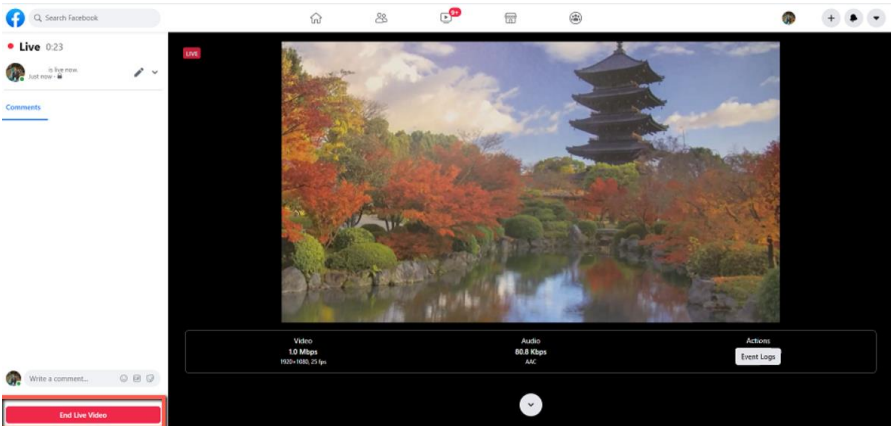 Search Facebook
9+
Live 0:23
is live now.
Just now ·
Comments
LIVE
Video
1.0 Mbps
1920×1080, 25 fps
Audio
80.8 Kbps
AAC
Actions
Event Logs
Write a comment...
GIF
End Live Video